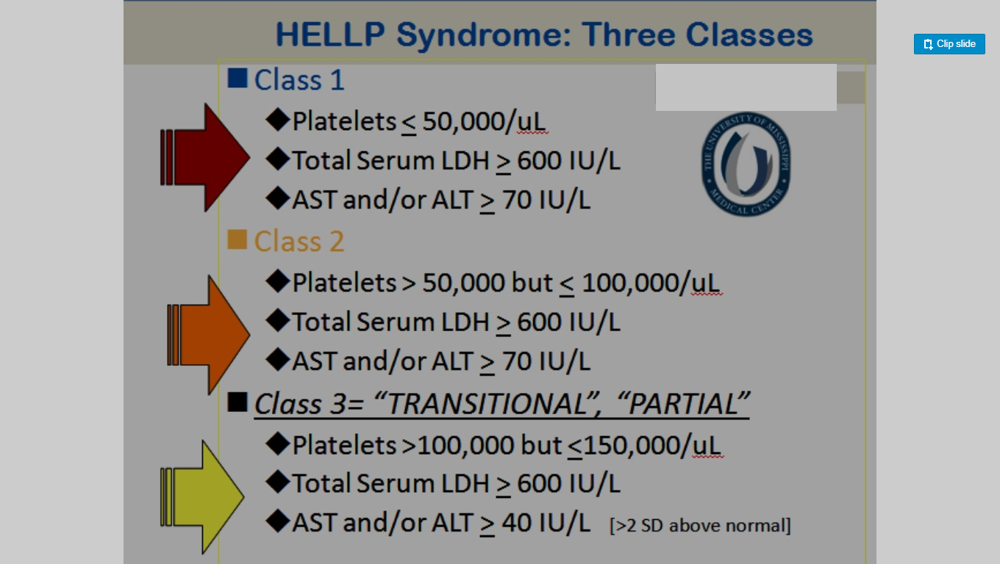 HELLP Syndrome: Three Classes
Clip slide
Class 1
Platelets ≤ 50,000/uL
Total Serum LDH ≥ 600 IU/L
AST and/or ALT ≥ 70 IU/L
THE UNIVERSITY OF MISSISSIPPI
MEDICAL CENTER
Class 2
Platelets > 50,000 but ≤ 100,000/uL
Total Serum LDH ≥ 600 IU/L
AST and/or ALT ≥ 70 IU/L
Class 3= “TRANSITIONAL”, “PARTIAL”
Platelets >100,000 but ≤150,000/uL
Total Serum LDH ≥ 600 IU/L
AST and/or ALT ≥ 40 IU/L [>2 SD above normal]